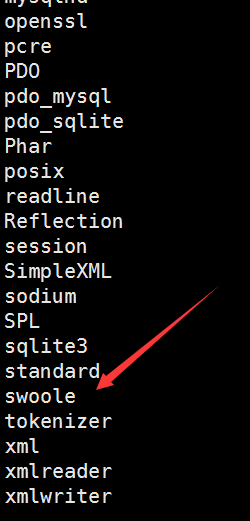 mysqlnd
openssl
pcre
PDO
pdo_mysql
pdo_sqlite
Phar
posix
readline
Reflection
session
SimpleXML
sodium
SPL
sqlite3
standard
swoole
tokenizer
xml
xmlreader
xmlwriter